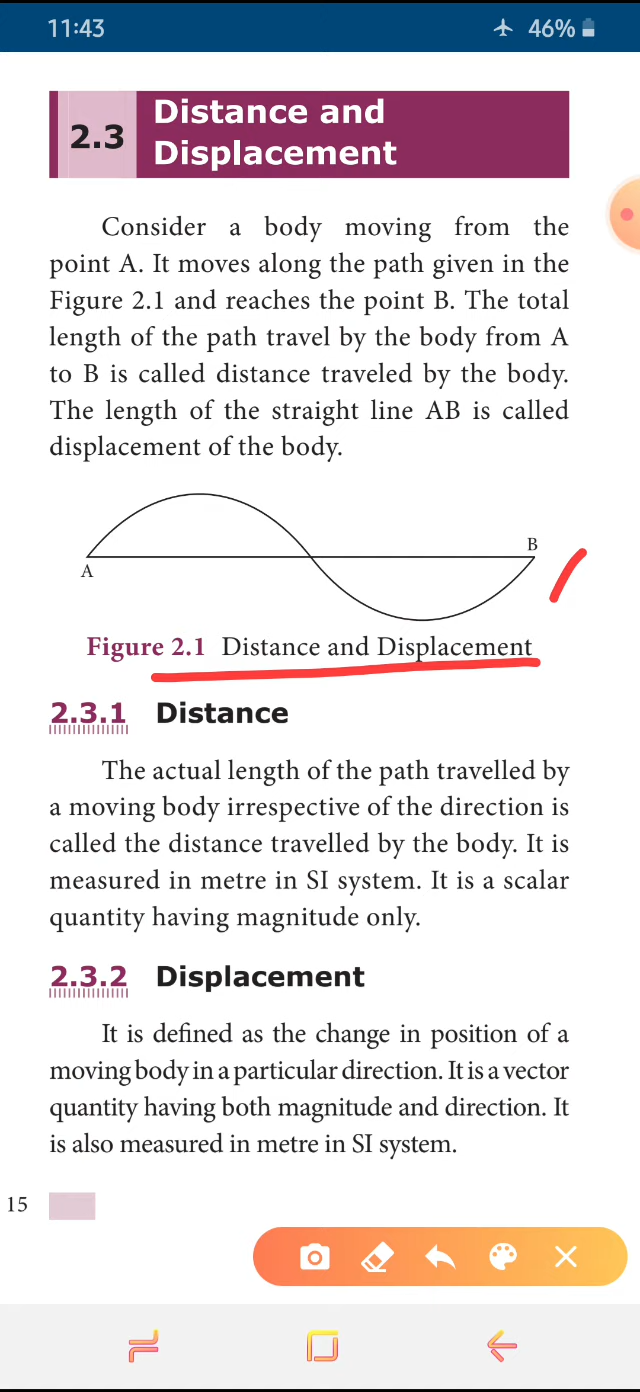 11:43
46%
2.3
Distance and
Displacement
Consider a body moving from the
point A. It moves along the path given in the
Figure 2.1 and reaches the point B. The total
length of the path travel by the body from A
to B is called distance traveled by the body.
The length of the straight line AB is called
displacement of the body.
B
A
Figure 2.1 Distance and Displacement
2.3.1 Distance
The actual length of the path travelled by
a moving body irrespective of the direction is
called the distance travelled by the body. It is
measured in metre in SI system. It is a scalar
quantity having magnitude only.
2.3.2 Displacement
It is defined as the change in position of a
moving body in a particular direction. It is a vector
quantity having both magnitude and direction. It
is also measured in metre in SI system.
15